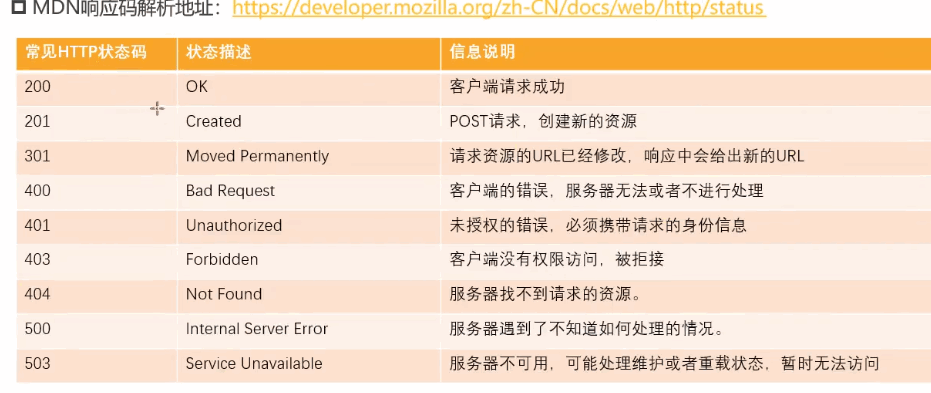 MDN响应码解析地址：https://developer.mozilla.org/zh-CN/docs/web/http/status
常见HTTP状态码 状态描述 信息说明
200 OK 客户端请求成功
201 Created POST请求，创建新的资源
301 Moved Permanently 请求资源的URL已经修改，响应中会给出新的URL
400 Bad Request 客户端的错误，服务器无法或者不进行处理
401 Unauthorized 未授权的错误，必须携带请求的身份信息
403 Forbidden 客户端没有权限访问，被拒接
404 Not Found 服务器找不到请求的资源。
500 Internal Server Error 服务器遇到了不知道如何处理的情况。
503 Service Unavailable 服务器不可用，可能处理维护或者重载状态，暂时无法访问